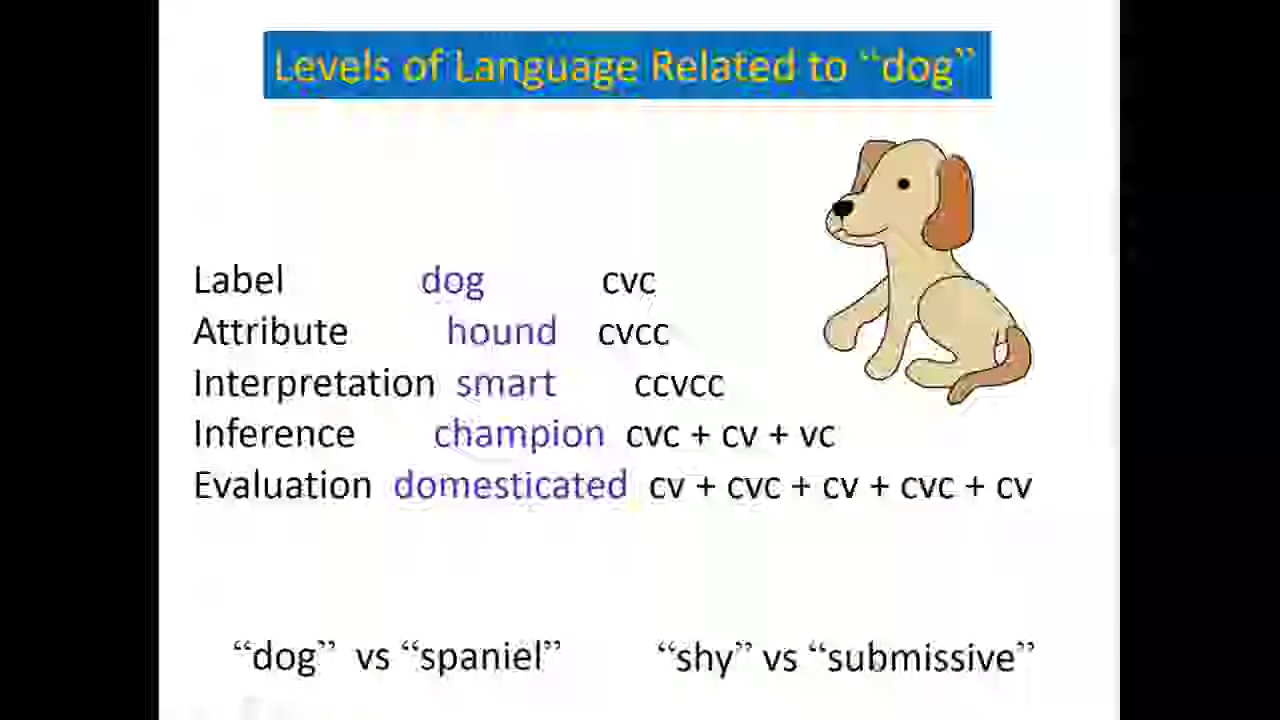 Levels of Language Related to “dog”
Label dog cvc
Attribute hound cvcc
Interpretation smart ccvcc
Inference champion cvc + cv + vc
Evaluation domesticated cv + cvc + cv + cvc + cv
“dog” vs “spaniel” “shy” vs “submissive”